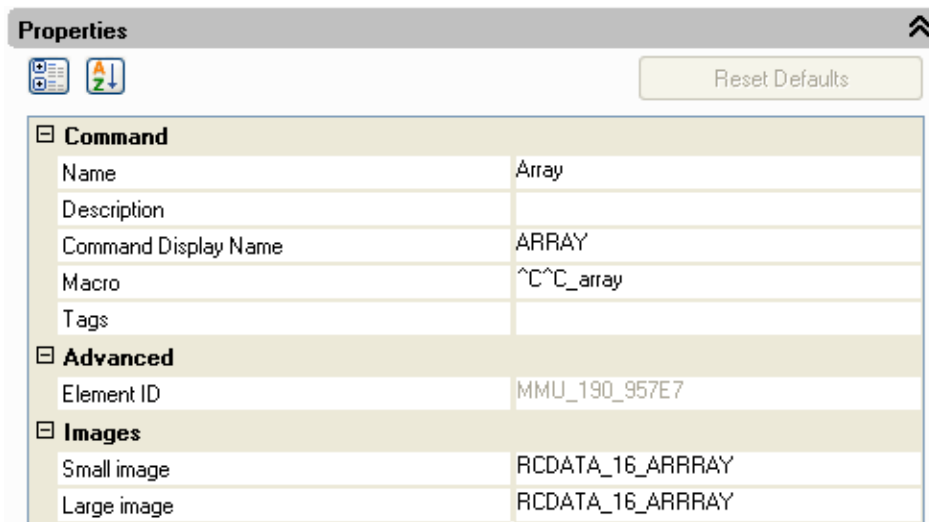 Properties
Reset Defaults
Command
Name Array
Description
Command Display Name ARRAY
Macro ^C^C_array
Tags
Advanced
Element ID MMU_190_957E7
Images
Small image RCDATA_16_ARRRAY
Large image RCDATA_16_ARRRAY